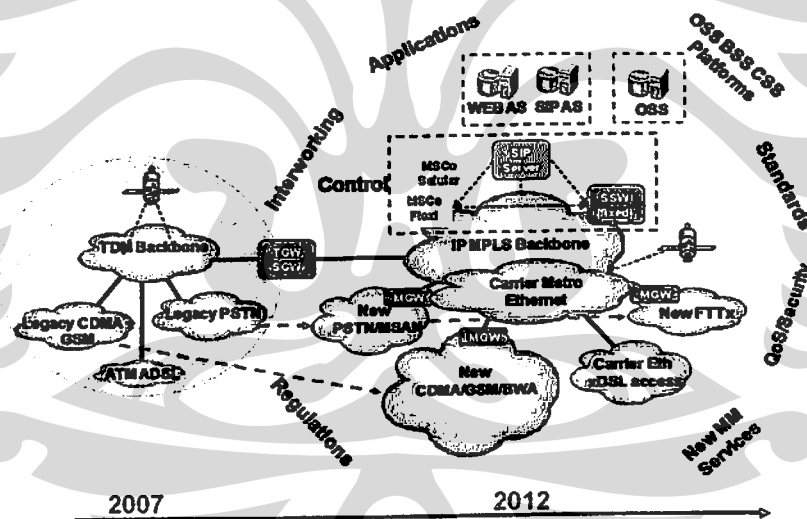 Applications
OSS BSS CSS
Platforms
WEB AS
SIP AS
OSS
Interworking
Control
MSCe
Selular
SIP
Server
MSCe
Flexi
SSW
(Mixed)
Standards
TDM Backbone
TGW
SGW
IP MPLS Backbone
Carrier Metro
Ethernet
MGW
MGW
Legacy CDMA
GSM
Legacy PSTN
New
PSTN/MSAN
New FTTx
QoS/Security
ATM ADSL
MGW
New
CDMA/GSM/BWA
Carrier Eth
xDSL access
Regulations
New MM
Services
2007
2012